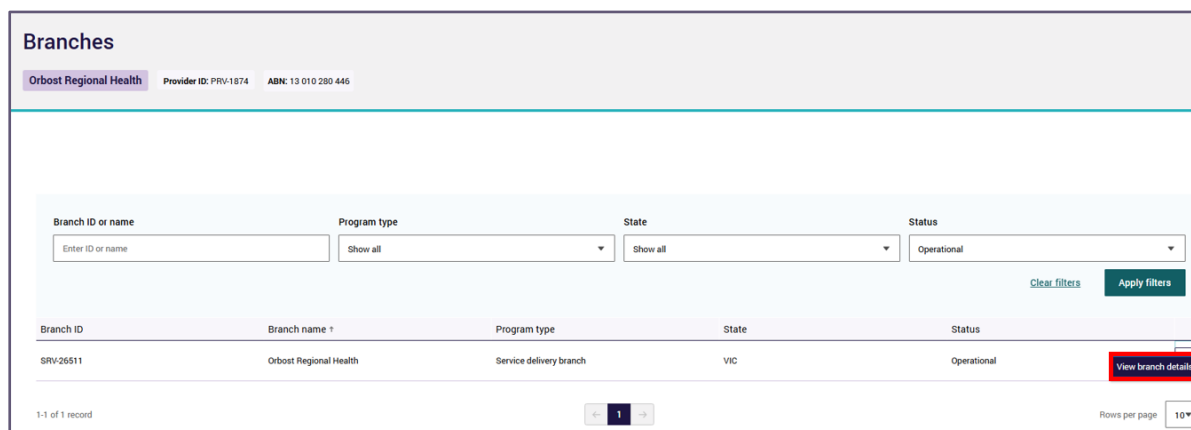 Branches
Orbost Regional Health Provider ID: PRV-1874 ABN: 13 010 280 446
Branch ID or name Program type State Status
Enter ID or name Show all Show all Operational
Clear filters Apply filters
Branch ID Branch name ↑ Program type State Status
SRV-26511 Orbost Regional Health Service delivery branch VIC Operational View branch details
1-1 of 1 record ← 1 → Rows per page 10